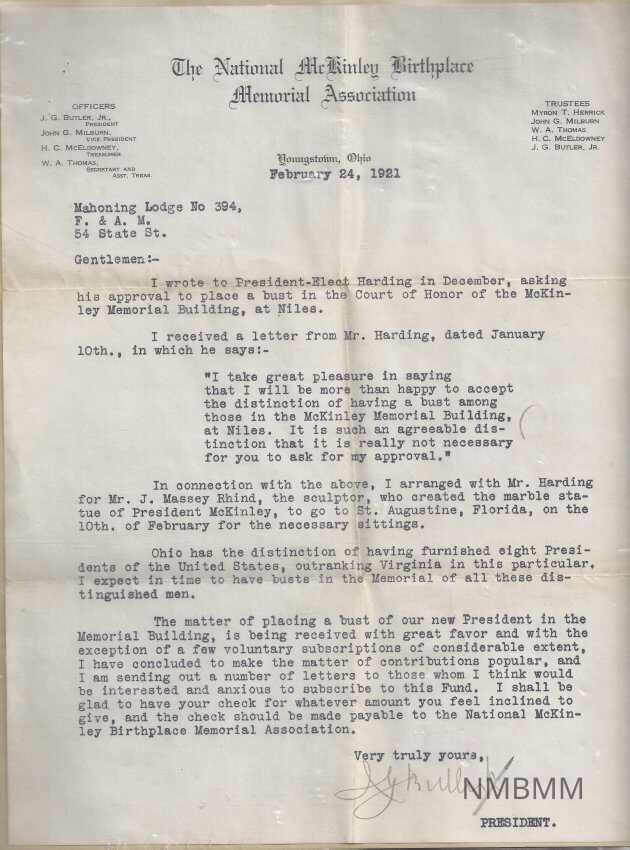 The National McKinley Birthplace
Memorial Association
OFFICERS
J. G. BUTLER, JR.,
PRESIDENT
JOHN G. MILBURN,
VICE PRESIDENT
H. C. MCELDOWNEY,
TREASURER
W. A. THOMAS,
SECRETARY AND
ASST. TREAS.
TRUSTEES
MYRON T. HERRICK
JOHN G. MILBURN
W. A. THOMAS
H. C. MCELDOWNEY
J. G. BUTLER, JR.
Youngstown, Ohio
February 24, 1921
Mahoning Lodge No 394,
F. & A. M.
54 State St.
Gentlemen:-
I wrote to President-Elect Harding in December, asking
his approval to place a bust in the Court of Honor of the McKin-
ley Memorial Building, at Niles.
I received a letter from Mr. Harding, dated January
10th., in which he says:-
"I take great pleasure in saying
that I will be more than happy to accept
the distinction of having a bust among
those in the McKinley Memorial Building,
at Niles. It is such an agreeable dis-
tinction that it is really not necessary
for you to ask for my approval."
In connection with the above, I arranged with Mr. Harding
for Mr. J. Massey Rhind, the sculptor, who created the marble sta-
tue of President McKinley, to go to St. Augustine, Florida, on the
10th. of February for the necessary sittings.
Ohio has the distinction of having furnished eight Presi-
dents of the United States, outranking Virginia in this particular.
I expect in time to have busts in the Memorial of all these dis-
tinguished men.
The matter of placing a bust of our new President in the
Memorial Building, is being received with great favor and with the
exception of a few voluntary subscriptions of considerable extent,
I have concluded to make the matter of contributions popular, and
I am sending out a number of letters to those whom I think would
be interested and anxious to subscribe to this Fund. I shall be
glad to have your check for whatever amount you feel inclined to
give, and the check should be made payable to the National McKin-
ley Birthplace Memorial Association.
Very truly yours,
J G Butler Jr
NMBMM
PRESIDENT.